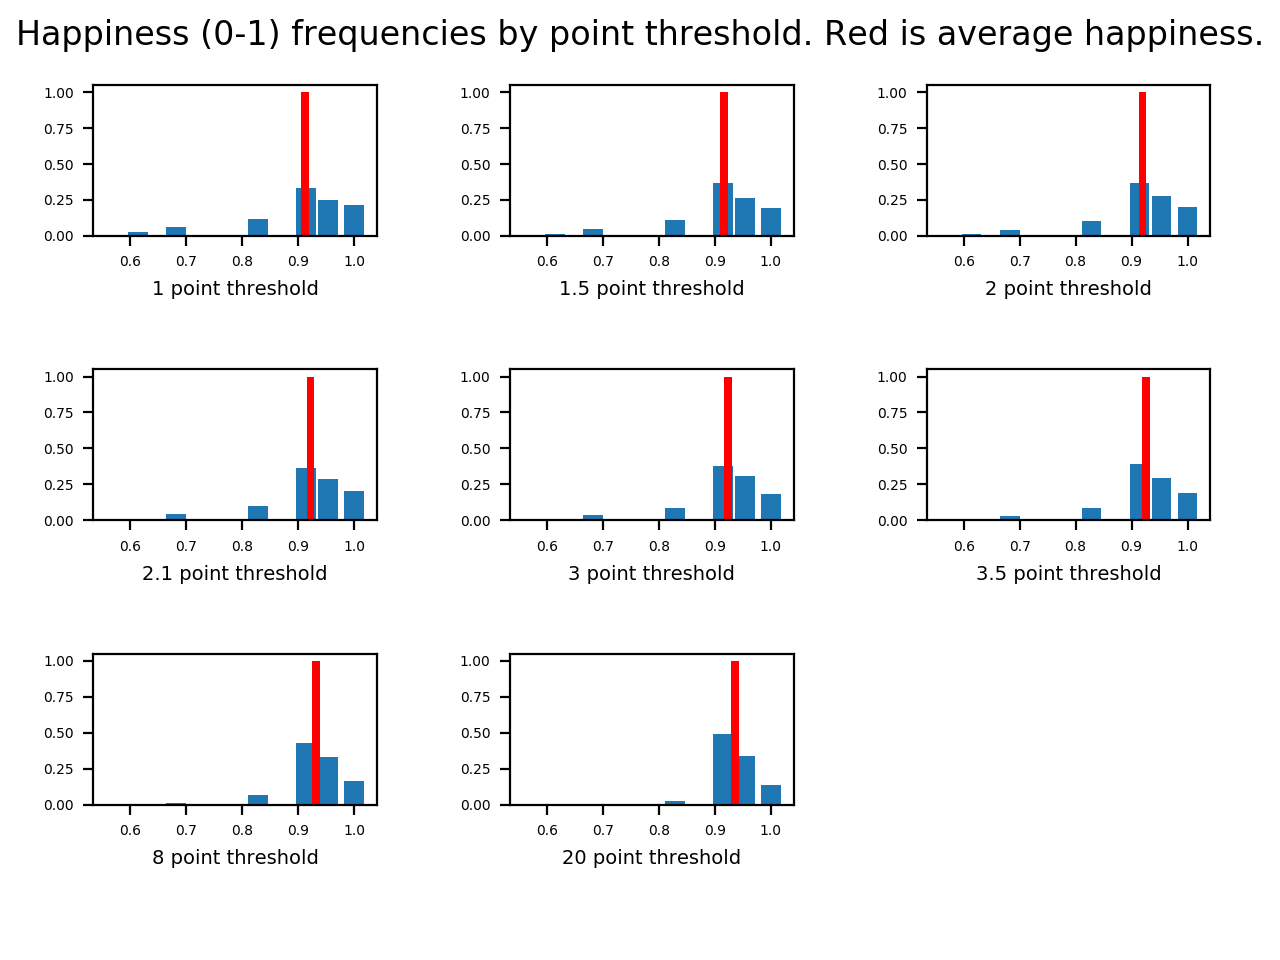 Happiness (0-1) frequencies by point threshold. Red is average happiness.
1.00 1.00 1.00
0.75 0.75 0.75
0.50 0.50 0.50
0.25 0.25 0.25
0.00 0.00 0.00
0.6 0.7 0.8 0.9 1.0 0.6 0.7 0.8 0.9 1.0 0.6 0.7 0.8 0.9 1.0
1 point threshold 1.5 point threshold 2 point threshold
1.00 1.00 1.00
0.75 0.75 0.75
0.50 0.50 0.50
0.25 0.25 0.25
0.00 0.00 0.00
0.6 0.7 0.8 0.9 1.0 0.6 0.7 0.8 0.9 1.0 0.6 0.7 0.8 0.9 1.0
2.1 point threshold 3 point threshold 3.5 point threshold
1.00 1.00
0.75 0.75
0.50 0.50
0.25 0.25
0.00 0.00
0.6 0.7 0.8 0.9 1.0 0.6 0.7 0.8 0.9 1.0
8 point threshold 20 point threshold